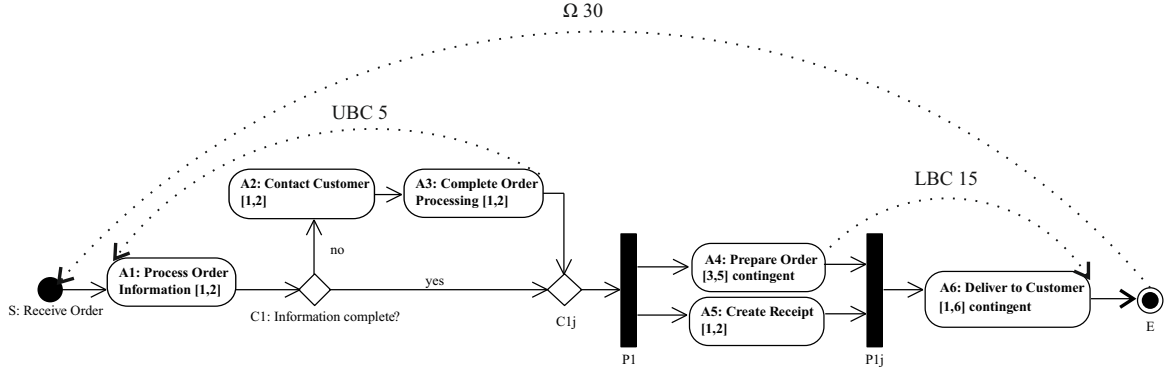 Ω 30
UBC 5
LBC 15
A2: Contact Customer
[1,2]
A3: Complete Order
Processing [1,2]
no
A1: Process Order
Information [1,2]
yes
A4: Prepare Order
[3,5] contingent
A5: Create Receipt
[1,2]
A6: Deliver to Customer
[1,6] contingent
S: Receive Order
C1: Information complete?
C1j
P1
P1j
E